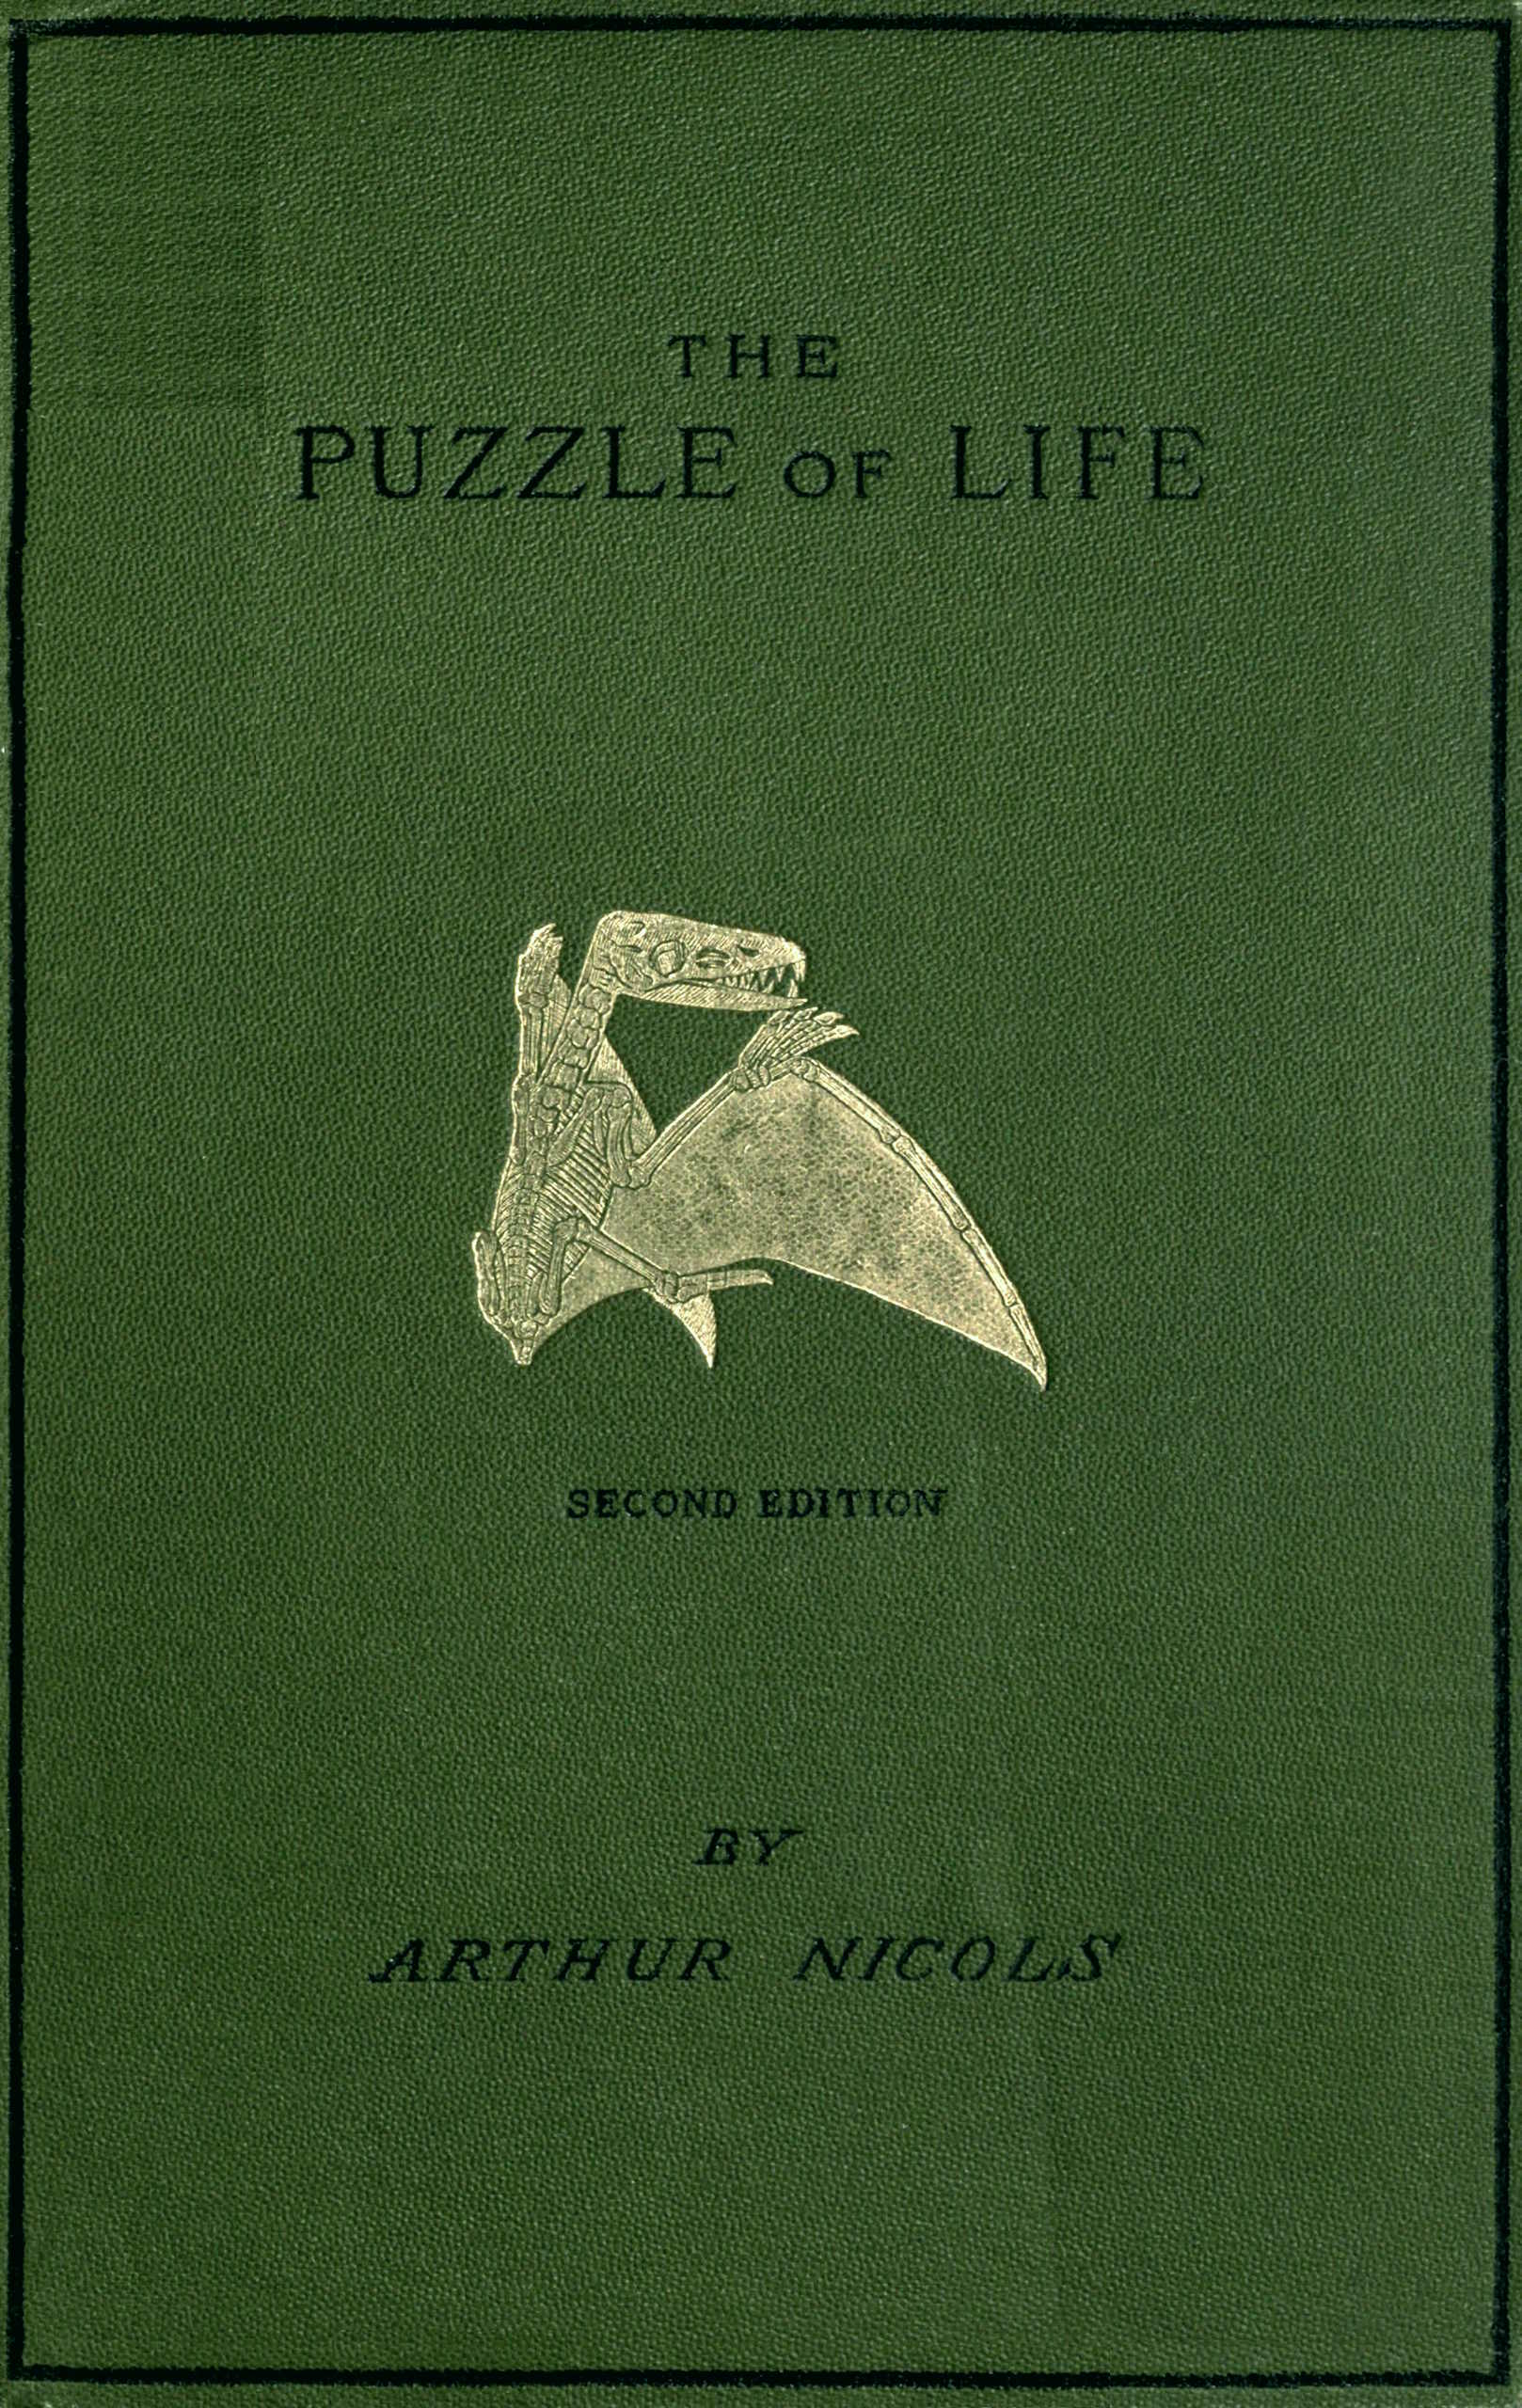 THE
PUZZLE OF LIFE
SECOND EDITION
BY
ARTHUR NICOLS